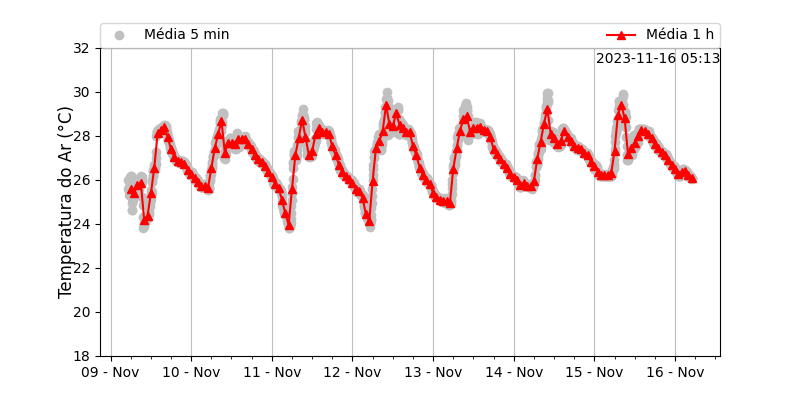 Média 5 min
Média 1 h
2023-11-16 05:13
Temperatura do Ar (°C)
32
30
28
26
24
22
20
18
09 - Nov
10 - Nov
11 - Nov
12 - Nov
13 - Nov
14 - Nov
15 - Nov
16 - Nov